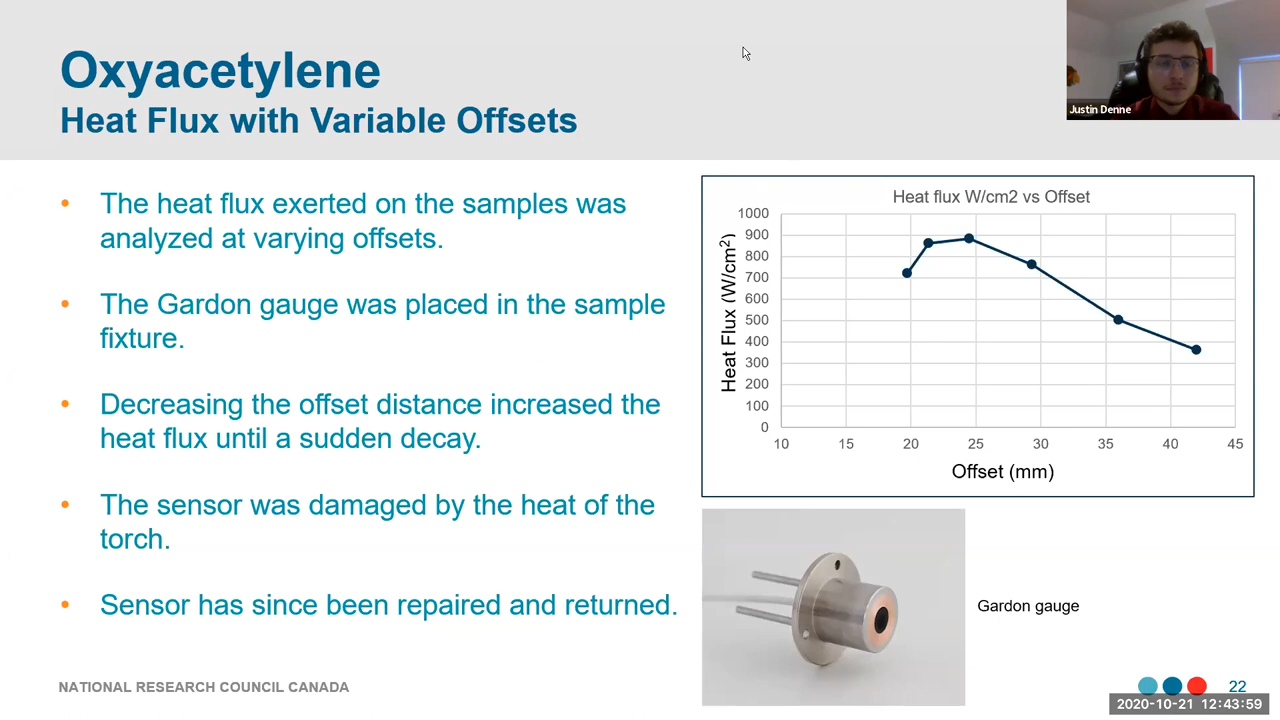 Oxyacetylene
Heat Flux with Variable Offsets
Justin Denne
• The heat flux exerted on the samples was
analyzed at varying offsets.
• The Gardon gauge was placed in the sample
fixture.
• Decreasing the offset distance increased the
heat flux until a sudden decay.
• The sensor was damaged by the heat of the
torch.
• Sensor has since been repaired and returned.
Heat flux W/cm2 vs Offset
Heat Flux (W/cm²)
1000
900
800
700
600
500
400
300
200
100
0
10 15 20 25 30 35 40 45
Offset (mm)
Gardon gauge
NATIONAL RESEARCH COUNCIL CANADA
22
2020-10-21 12:43:59